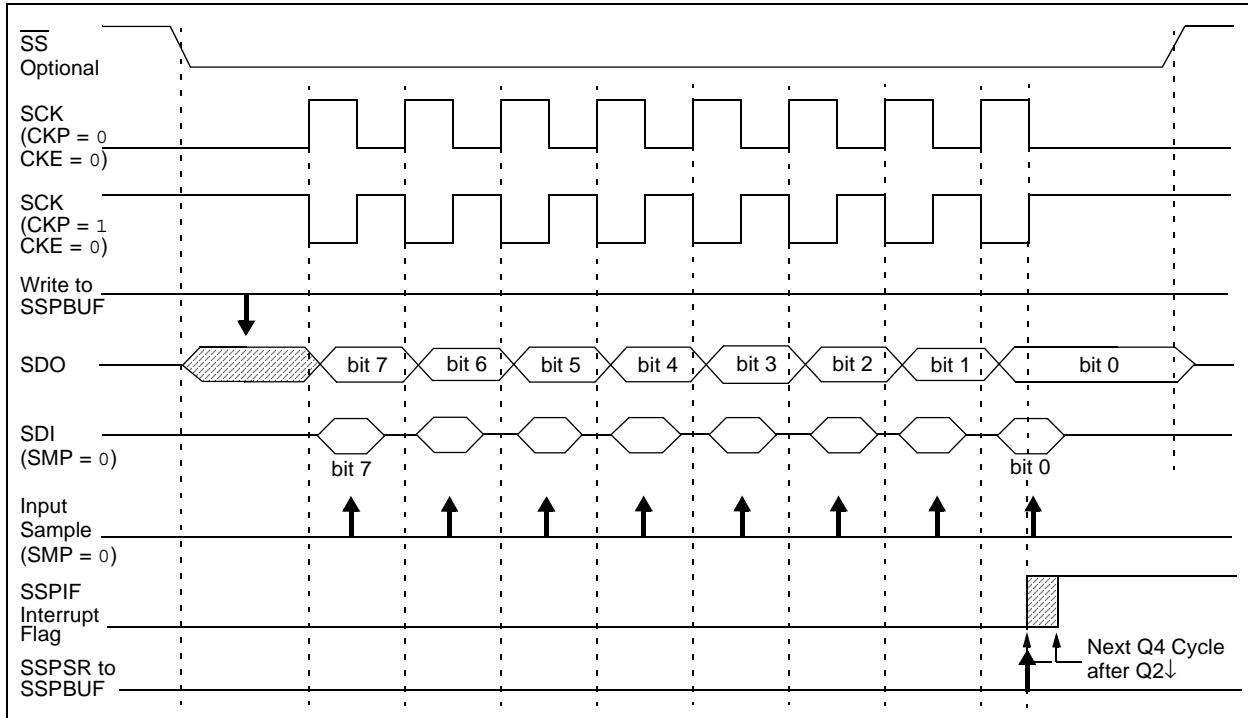 SS
Optional
SCK
(CKP = 0
CKE = 0)
SCK
(CKP = 1
CKE = 0)
Write to
SSPBUF
SDO
bit 7
bit 6
bit 5
bit 4
bit 3
bit 2
bit 1
bit 0
SDI
(SMP = 0)
bit 7
bit 0
Input
Sample
(SMP = 0)
SSPIF
Interrupt
Flag
SSPSR to
SSPBUF
Next Q4 Cycle
after Q2↓